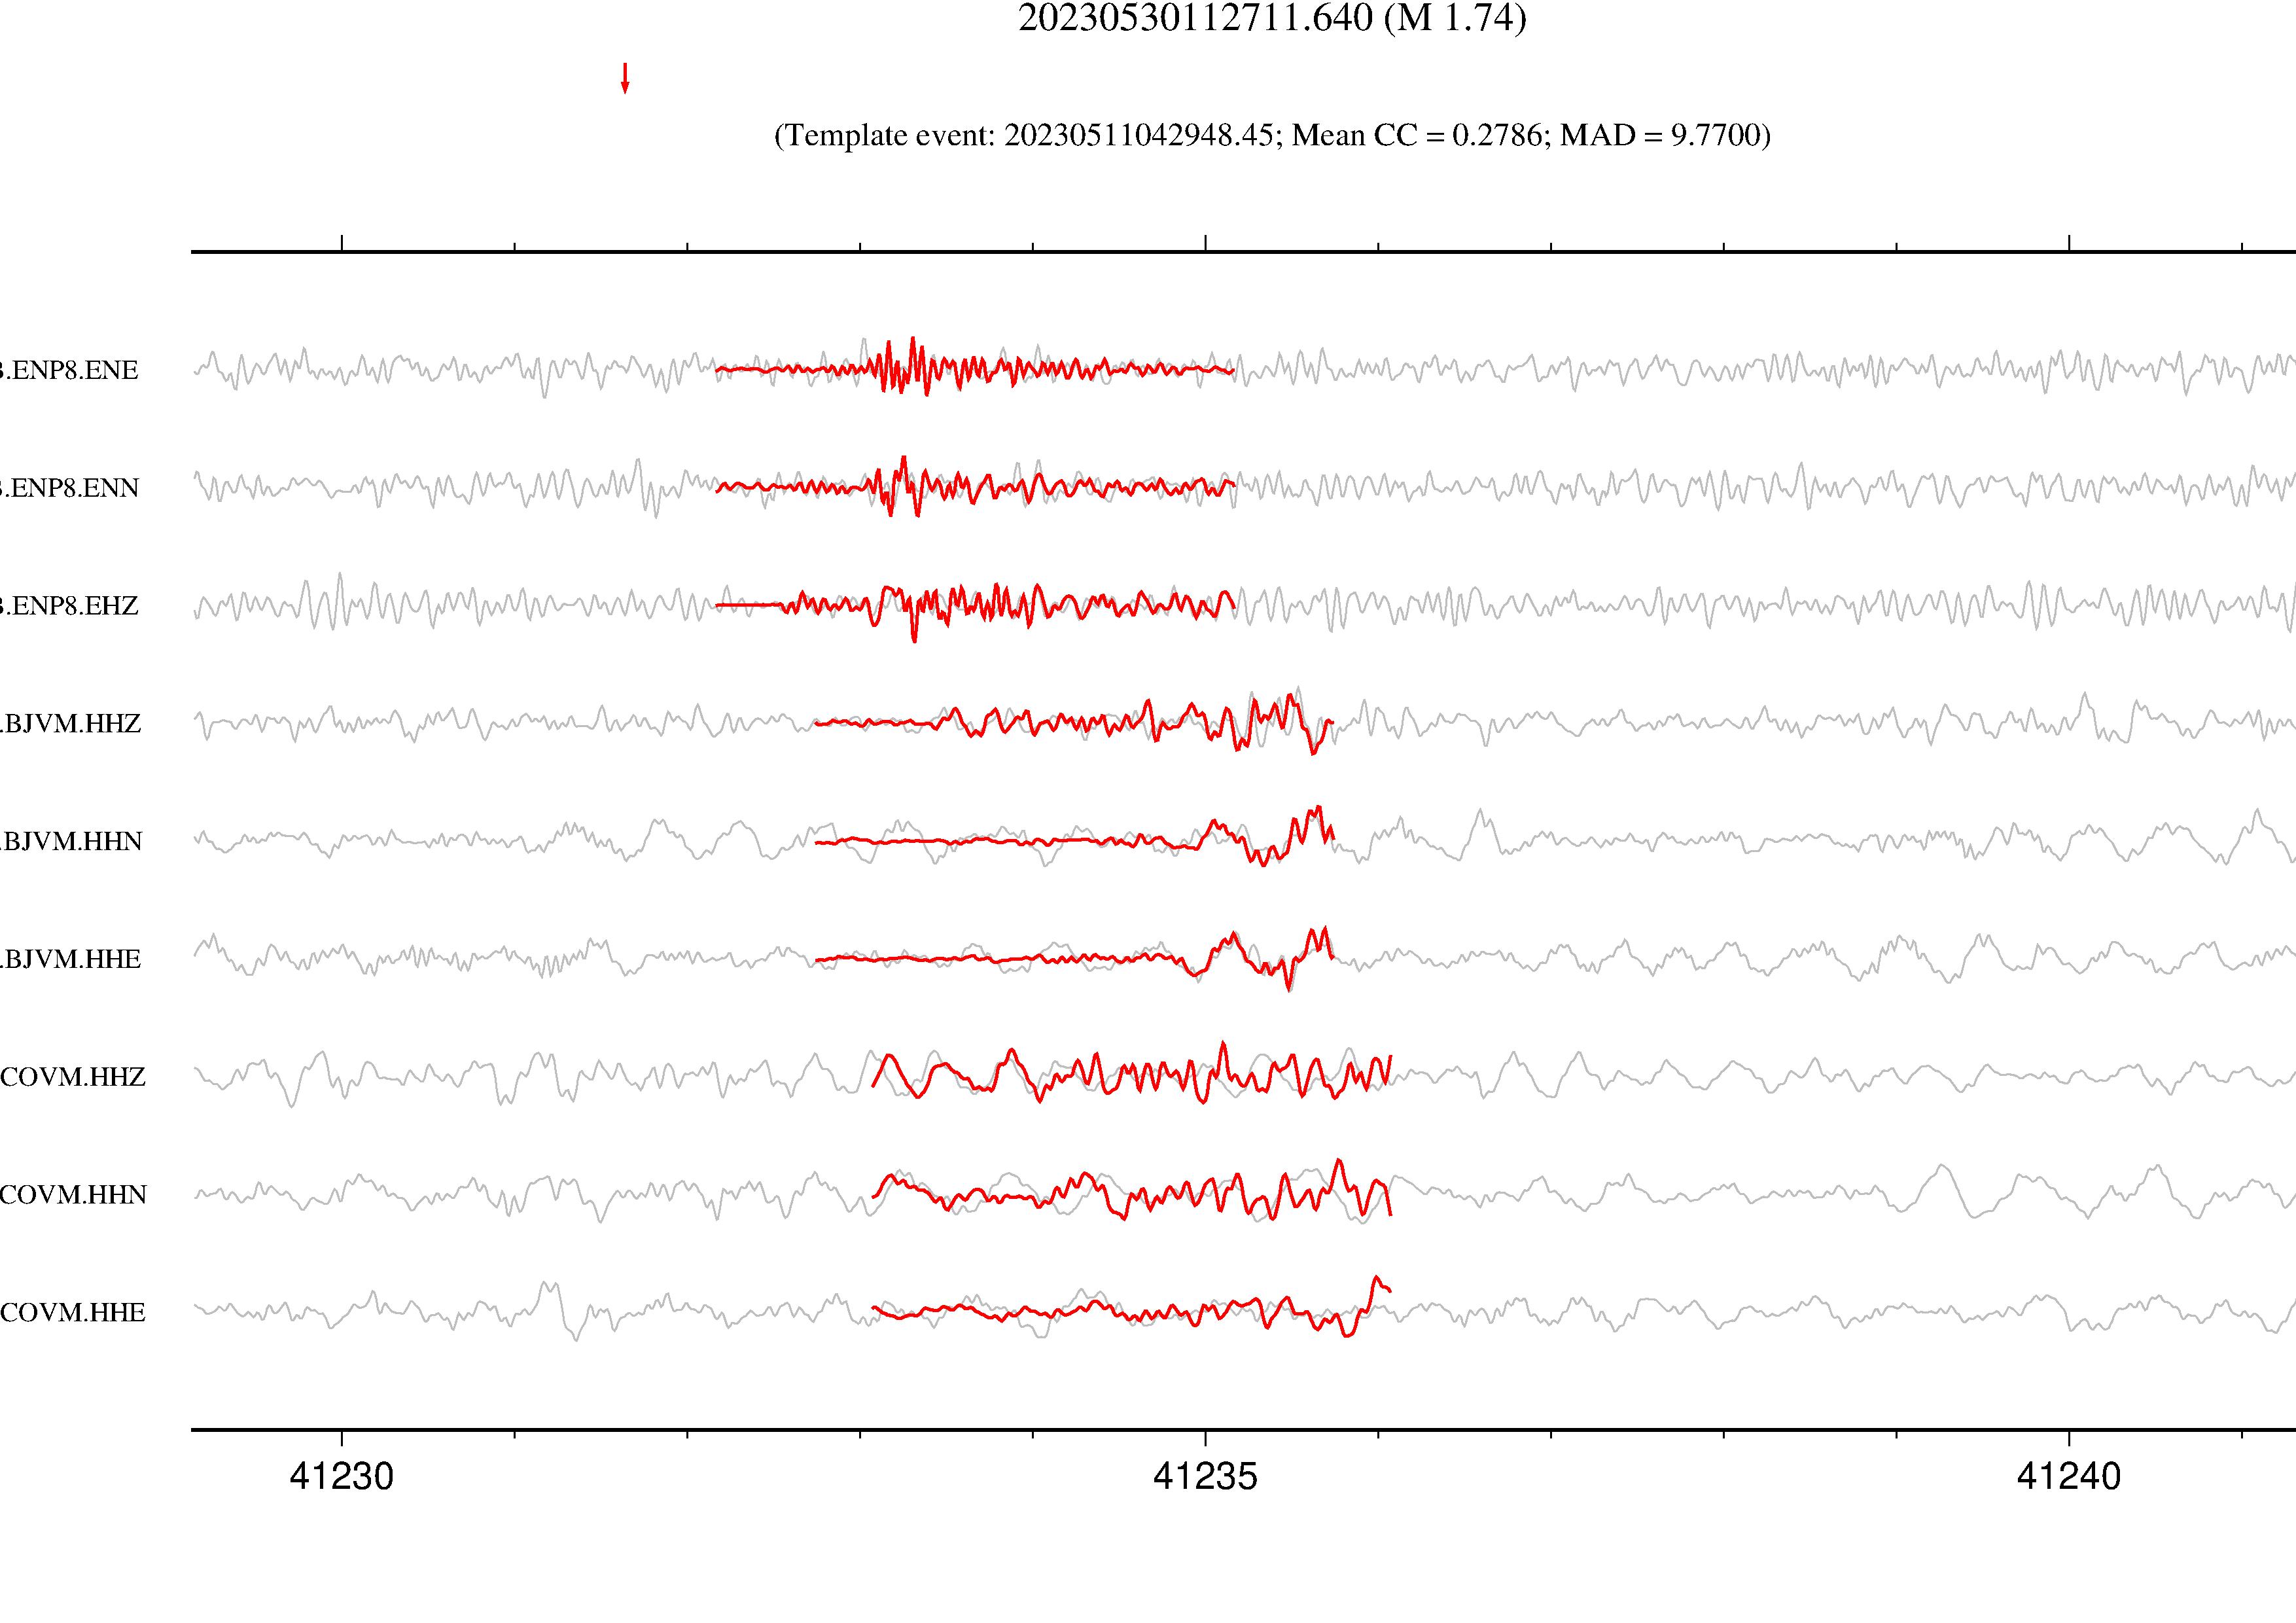 20230530112711.640 (M 1.74)
(Template event: 20230511042948.45; Mean CC = 0.2786; MAD = 9.7700)
.ENP8.ENE
.ENP8.ENN
.ENP8.EHZ
.BJVM.HHZ
.BJVM.HHN
.BJVM.HHE
COVM.HHZ
COVM.HHN
COVM.HHE
41230 41235 41240